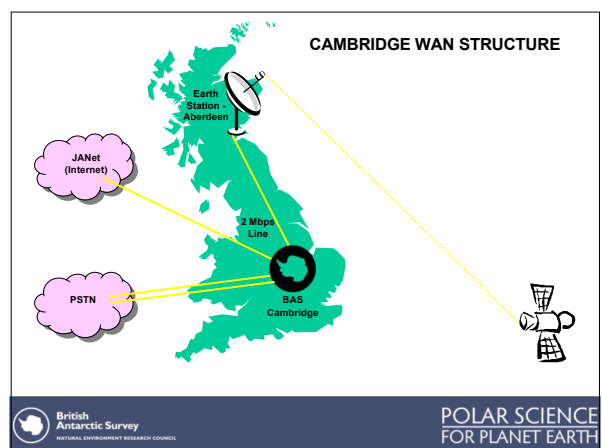 CAMBRIDGE WAN STRUCTURE
Earth
Station -
Aberdeen
JANet
(Internet)
2 Mbps
Line
PSTN
BAS
Cambridge
British
Antarctic Survey
NATURAL ENVIRONMENT RESEARCH COUNCIL
POLAR SCIENCE
FOR PLANET EARTH